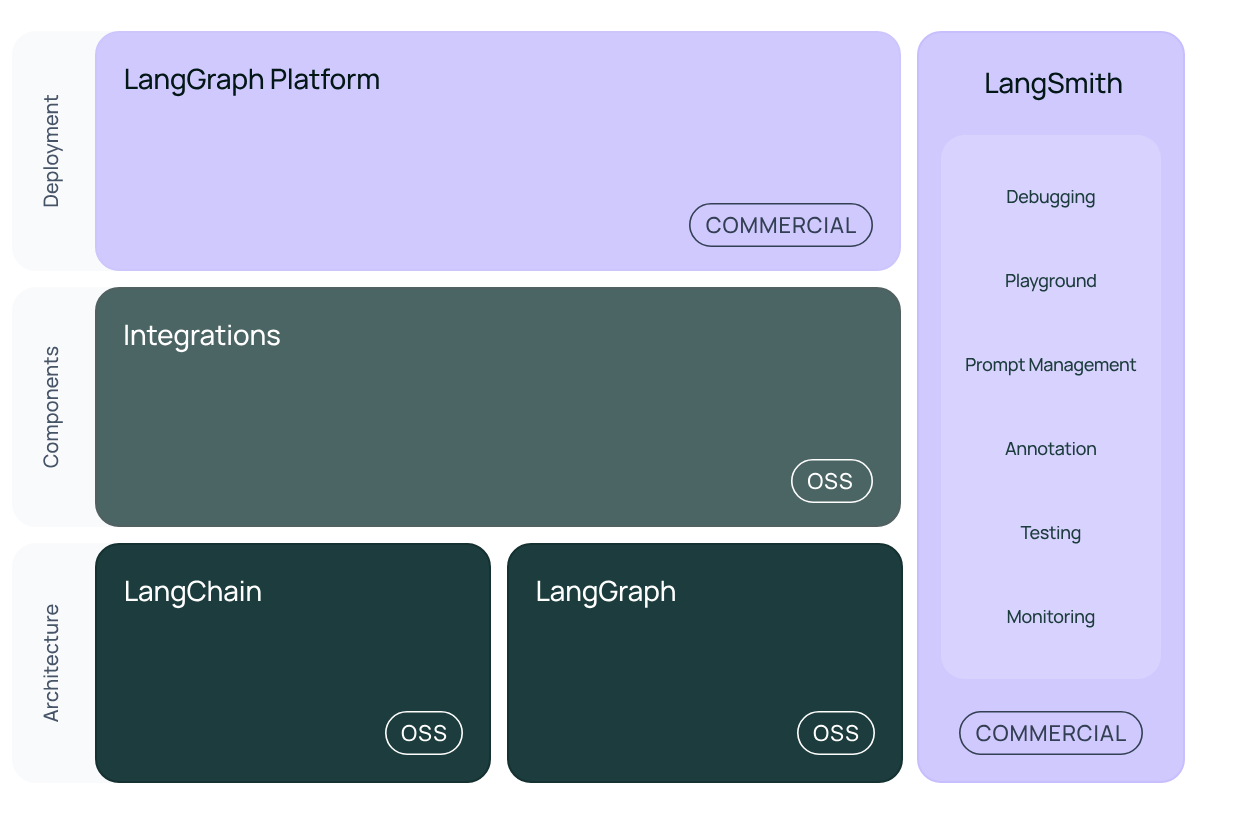 Deployment
LangGraph Platform
COMMERCIAL
Components
Integrations
OSS
Architecture
LangChain
OSS
LangGraph
OSS
LangSmith
Debugging
Playground
Prompt Management
Annotation
Testing
Monitoring
COMMERCIAL